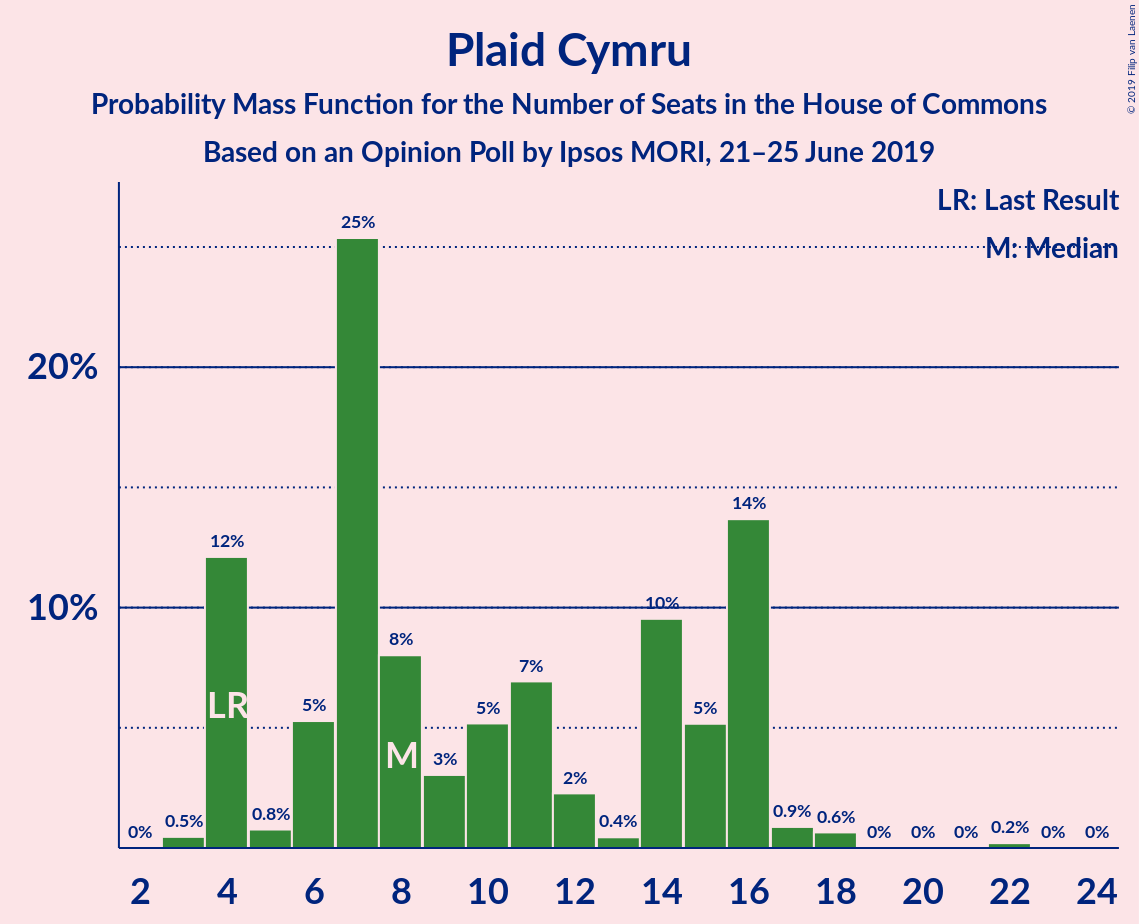 Plaid Cymru
Probability Mass Function for the Number of Seats in the House of Commons
Based on an Opinion Poll by Ipsos MORI, 21–25 June 2019
© 2019 Filip van Laenen
LR: Last Result
M: Median
20%
10%
0%
0.5%
12%
0.8%
5%
25%
8%
3%
5%
7%
2%
0.4%
10%
5%
14%
0.9%
0.6%
0%
0%
0%
0.2%
0%
0%
LR
M
2 4 6 8 10 12 14 16 18 20 22 24